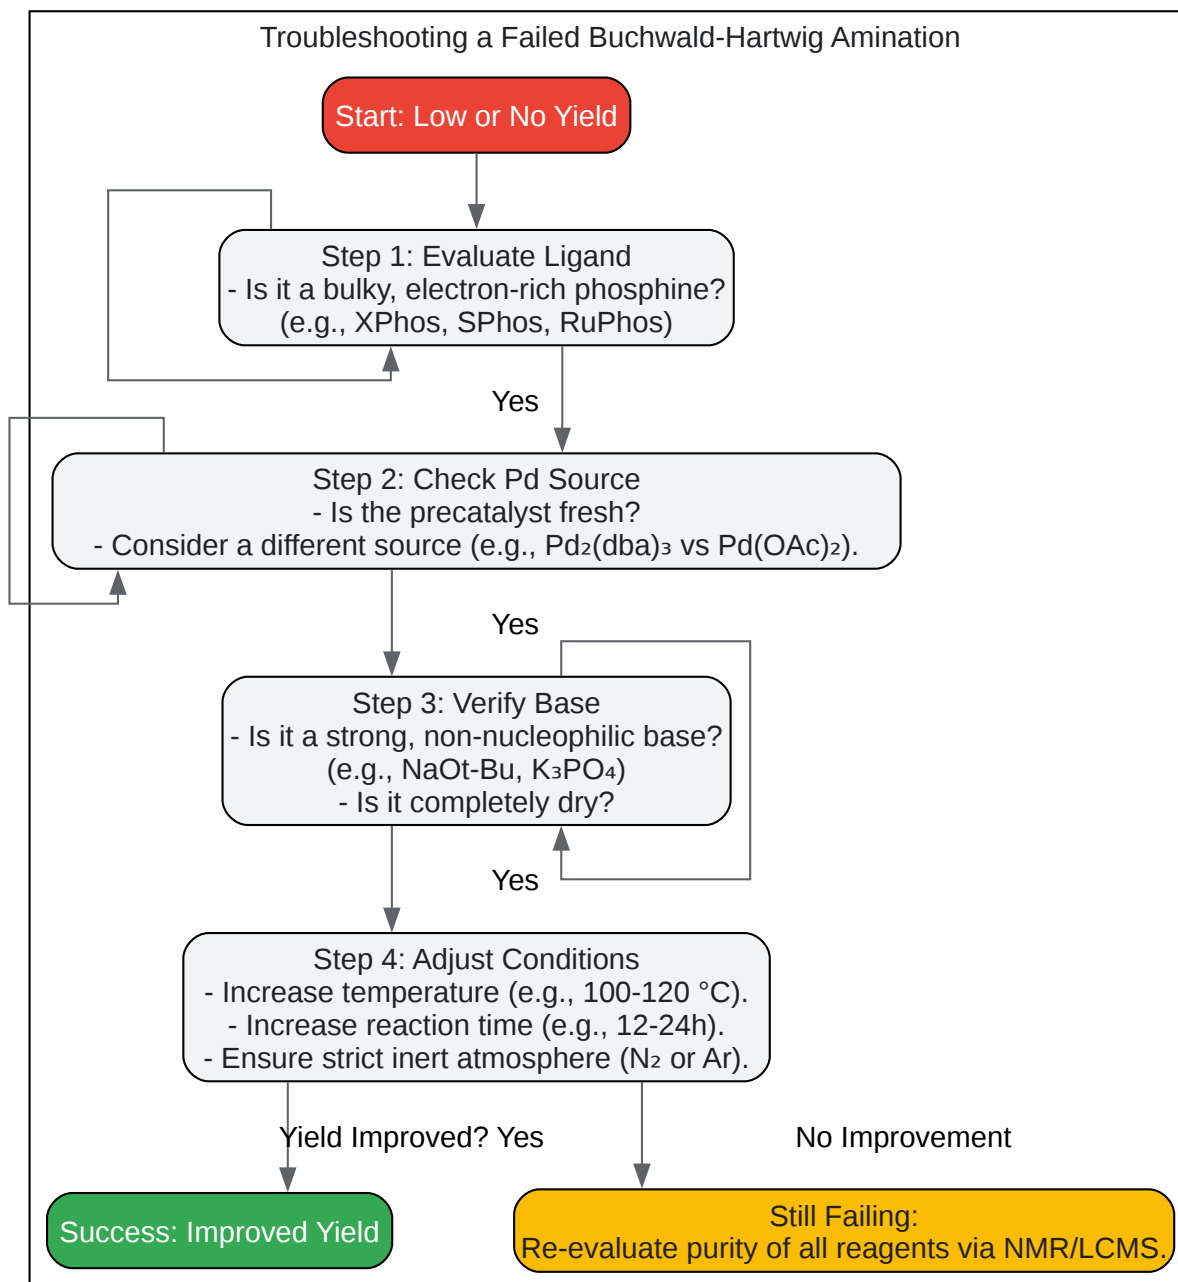 Troubleshooting a Failed Buchwald-Hartwig Amination
Start: Low or No Yield
Step 1: Evaluate Ligand
- Is it a bulky, electron-rich phosphine?
(e.g., XPhos, SPhos, RuPhos)
Yes
Step 2: Check Pd Source
- Is the precatalyst fresh?
- Consider a different source (e.g., Pd₂(dba)₃ vs Pd(OAc)₂).
Yes
Step 3: Verify Base
- Is it a strong, non-nucleophilic base?
(e.g., NaOt-Bu, K₃PO₄)
- Is it completely dry?
Yes
Step 4: Adjust Conditions
- Increase temperature (e.g., 100-120 °C).
- Increase reaction time (e.g., 12-24h).
- Ensure strict inert atmosphere (N₂ or Ar).
Yield Improved? Yes
No Improvement
Success: Improved Yield
Still Failing:
Re-evaluate purity of all reagents via NMR/LCMS.